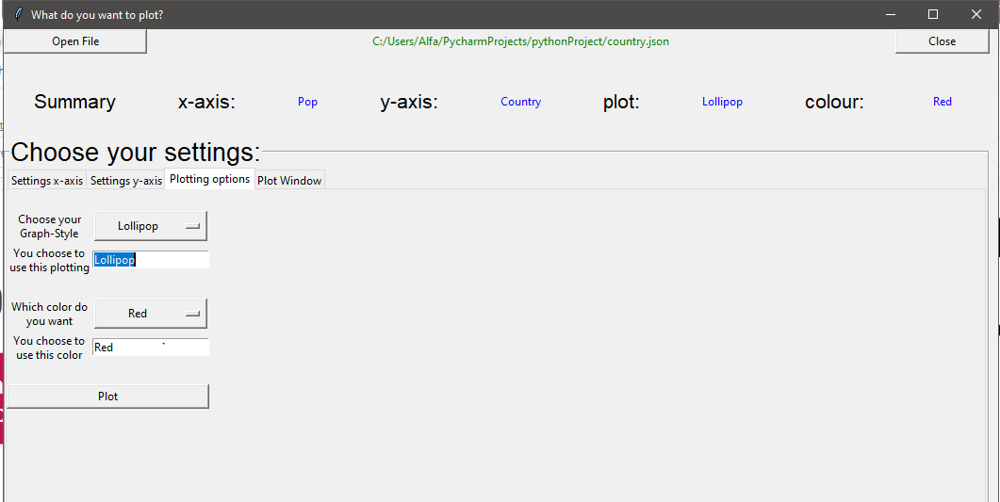 What do you want to plot?
Open File
C:/Users/Alfa/PycharmProjects/pythonProject/country.json
Close
Summary x-axis: Pop y-axis: Country plot: Lollipop colour: Red
Choose your settings:
Settings x-axis Settings y-axis Plotting options Plot Window
Choose your
Graph-Style
Lollipop
You choose to
use this plotting
Lollipop
Which color do
you want
Red
You choose to
use this color
Red
Plot